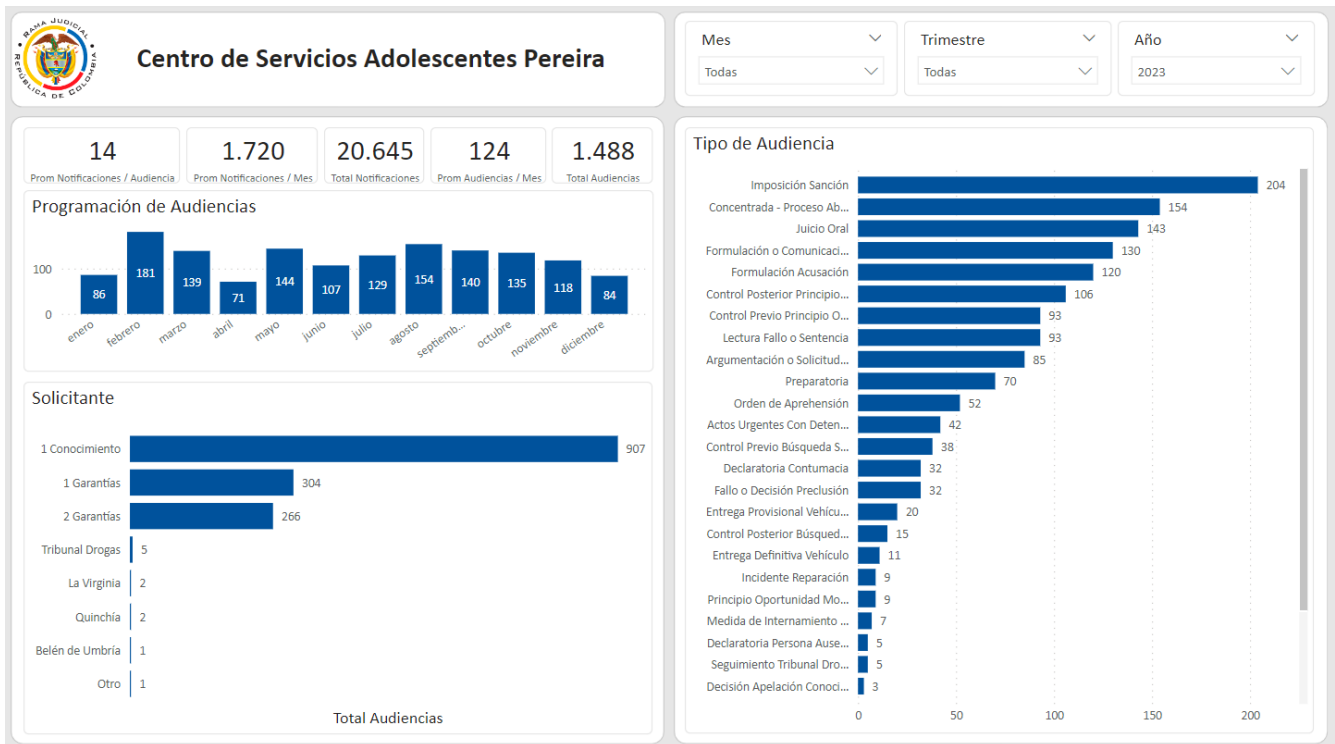 RAMA JUDICIAL
REPÚBLICA DE COLOMBIA
Centro de Servicios Adolescentes Pereira
Mes
Todas
Trimestre
Todas
Año
2023
14
Prom Notificaciones / Audiencia
1.720
Prom Notificaciones / Mes
20.645
Total Notificaciones
124
Prom Audiencias / Mes
1.488
Total Audiencias
Programación de Audiencias
100
0
86
181
139
71
144
107
129
154
140
135
118
84
enero
febrero
marzo
abril
mayo
junio
julio
agosto
septiemb...
octubre
noviembre
diciembre
Solicitante
1 Conocimiento 907
1 Garantías 304
2 Garantías 266
Tribunal Drogas 5
La Virginia 2
Quinchía 2
Belén de Umbría 1
Otro 1
Total Audiencias
Tipo de Audiencia
Imposición Sanción 204
Concentrada - Proceso Ab... 154
Juicio Oral 143
Formulación o Comunicaci... 130
Formulación Acusación 120
Control Posterior Principio... 106
Control Previo Principio O... 93
Lectura Fallo o Sentencia 93
Argumentación o Solicitud... 85
Preparatoria 70
Orden de Aprehensión 52
Actos Urgentes Con Deten... 42
Control Previo Búsqueda S... 38
Declaratoria Contumacia 32
Fallo o Decisión Preclusión 32
Entrega Provisional Vehícu... 20
Control Posterior Búsqued... 15
Entrega Definitiva Vehículo 11
Incidente Reparación 9
Principio Oportunidad Mo... 9
Medida de Internamiento ... 7
Declaratoria Persona Ause... 5
Seguimiento Tribunal Dro... 5
Decisión Apelación Conoci... 3
0 50 100 150 200